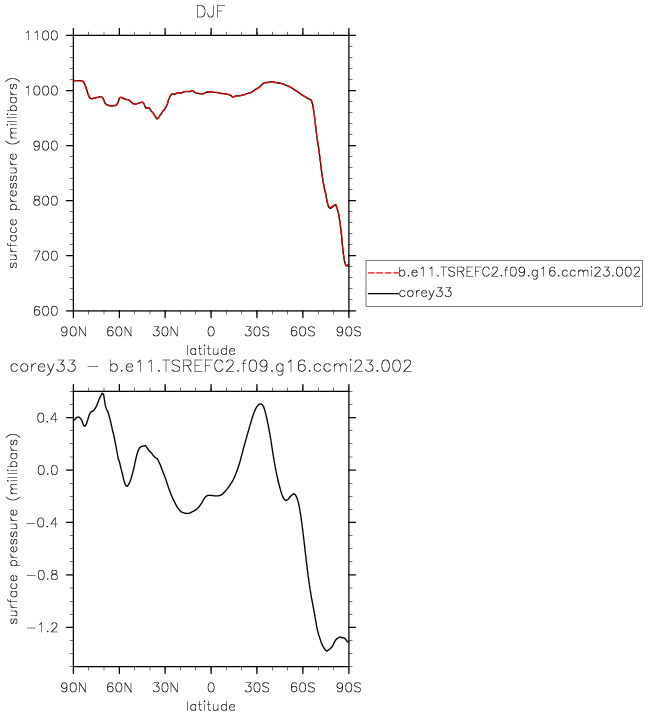 DJF
1100
1000
900
800
700
600
surface pressure (millibars)
90N 60N 30N 0 30S 60S 90S
latitude
b.e11.TSREFC2.f09.g16.ccmi23.002
corey33
corey33 − b.e11.TSREFC2.f09.g16.ccmi23.002
0.4
0.0
−0.4
−0.8
−1.2
surface pressure (millibars)
90N 60N 30N 0 30S 60S 90S
latitude